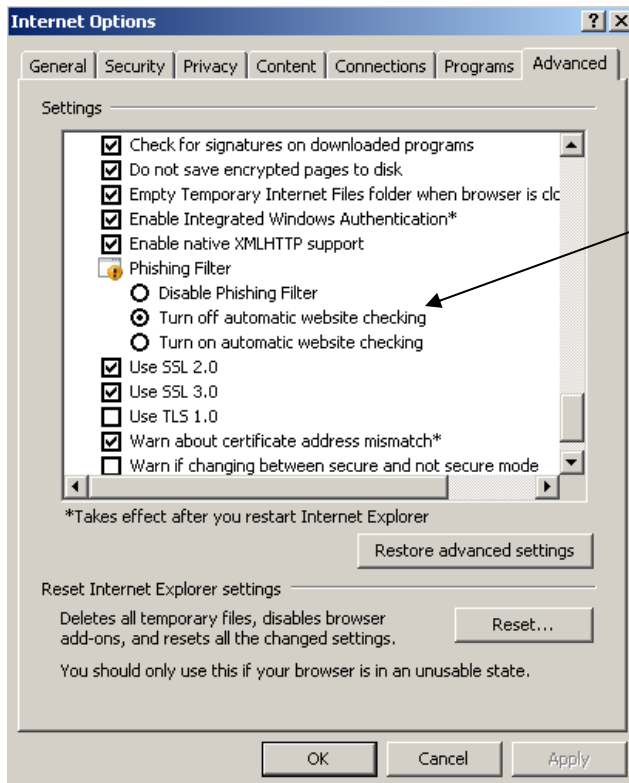 Internet Options
General Security Privacy Content Connections Programs Advanced
Settings
Check for signatures on downloaded programs
Do not save encrypted pages to disk
Empty Temporary Internet Files folder when browser is clo
Enable Integrated Windows Authentication*
Enable native XMLHTTP support
Phishing Filter
Disable Phishing Filter
Turn off automatic website checking
Turn on automatic website checking
Use SSL 2.0
Use SSL 3.0
Use TLS 1.0
Warn about certificate address mismatch*
Warn if changing between secure and not secure mode
*Takes effect after you restart Internet Explorer
Restore advanced settings
Reset Internet Explorer settings
Deletes all temporary files, disables browser
add-ons, and resets all the changed settings.
Reset...
You should only use this if your browser is in an unusable state.
OK Cancel Apply